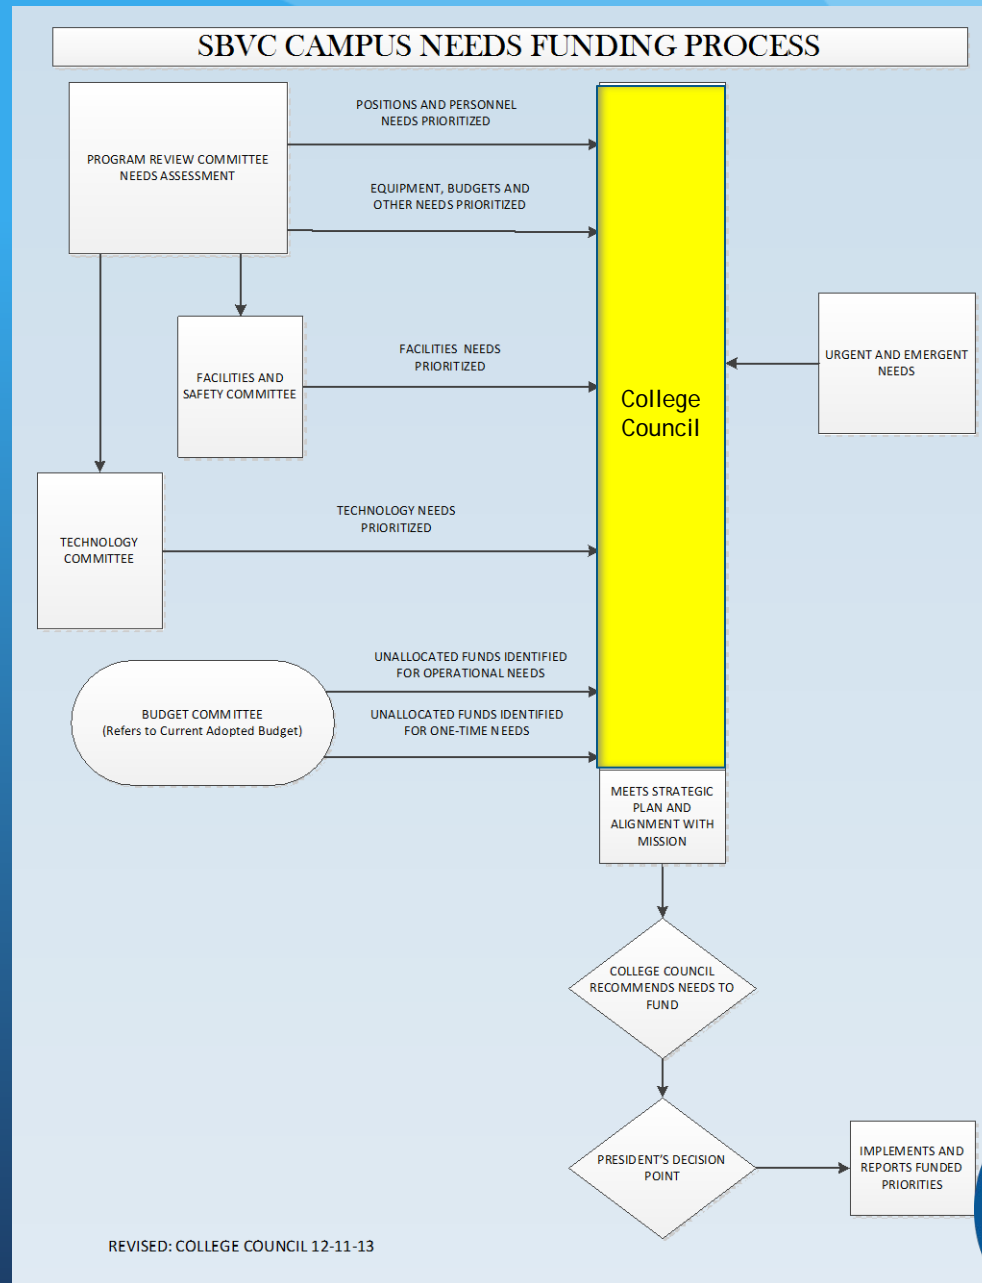 SBVC CAMPUS NEEDS FUNDING PROCESS
POSITIONS AND PERSONNEL
NEEDS PRIORITIZED
PROGRAM REVIEW COMMITTEE
NEEDS ASSESSMENT
EQUIPMENT, BUDGETS AND
OTHER NEEDS PRIORITIZED
FACILITIES AND
SAFETY COMMITTEE
FACILITIES NEEDS
PRIORITIZED
College
Council
URGENT AND EMERGENT
NEEDS
TECHNOLOGY
COMMITTEE
TECHNOLOGY NEEDS
PRIORITIZED
BUDGET COMMITTEE
(Refers to Current Adopted Budget)
UNALLOCATED FUNDS IDENTIFIED
FOR OPERATIONAL NEEDS
UNALLOCATED FUNDS IDENTIFIED
FOR ONE-TIME NEEDS
MEETS STRATEGIC
PLAN AND
ALIGNMENT WITH
MISSION
COLLEGE COUNCIL
RECOMMENDS NEEDS TO
FUND
PRESIDENT'S DECISION
POINT
IMPLEMENTS AND
REPORTS FUNDED
PRIORITIES
REVISED: COLLEGE COUNCIL 12-11-13